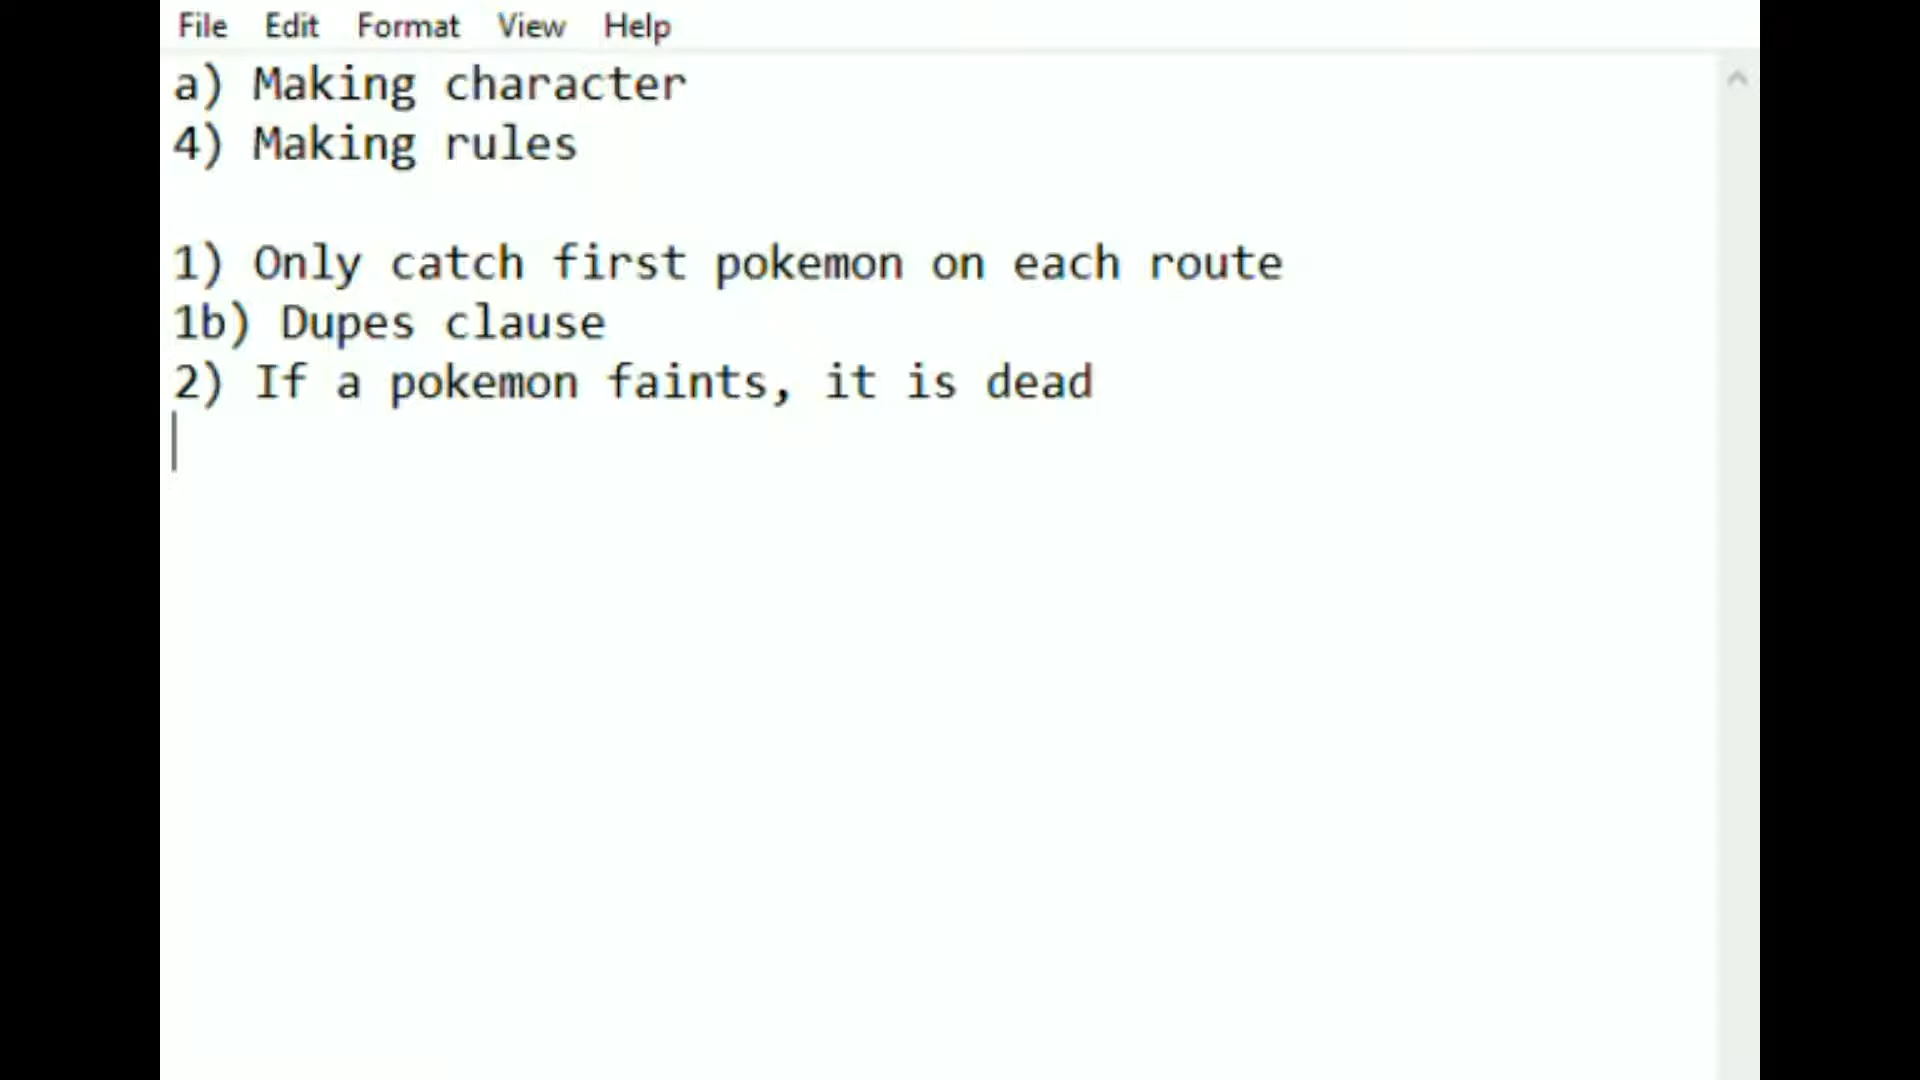 File Edit Format View Help
a) Making character
4) Making rules
1) Only catch first pokemon on each route
1b) Dupes clause
2) If a pokemon faints, it is dead